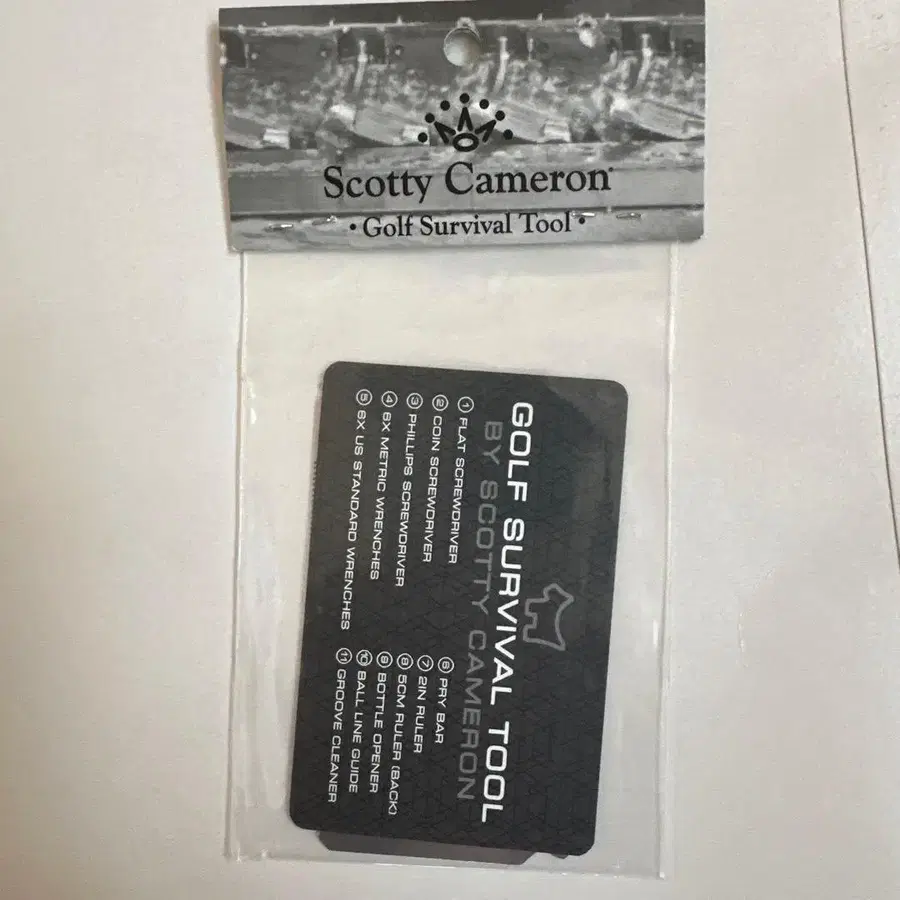 Scotty Cameron
• Golf Survival Tool •
GOLF SURVIVAL TOOL
BY SCOTTY CAMERON
① FLAT SCREWDRIVER
② COIN SCREWDRIVER
③ PHILLIPS SCREWDRIVER
④ 6X METRIC WRENCHES
⑤ 6X US STANDARD WRENCHES
⑥ PRY BAR
⑦ 2IN RULER
⑧ 5CM RULER (BACK)
⑨ BOTTLE OPENER
⑩ BALL LINE GUIDE
⑪ GROOVE CLEANER